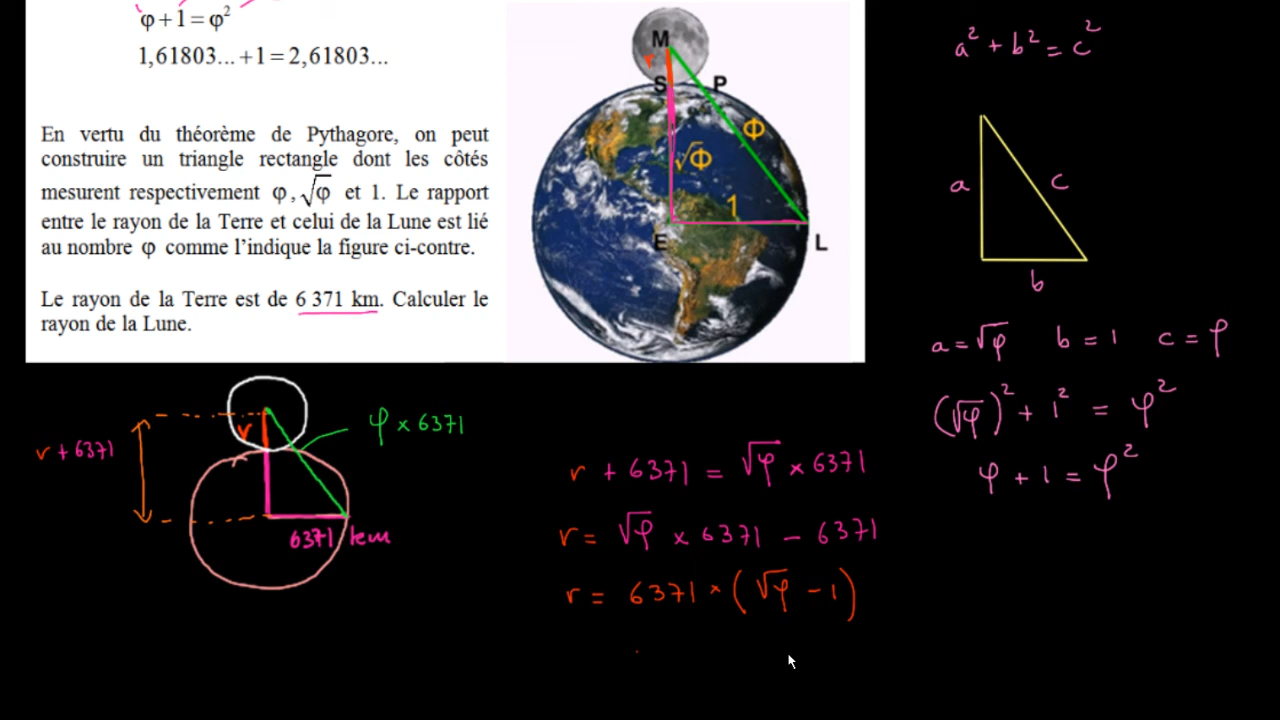 φ+1=φ²
1,61803...+1=2,61803...
En vertu du théorème de Pythagore, on peut
construire un triangle rectangle dont les côtés
mesurent respectivement φ, √φ et 1. Le rapport
entre le rayon de la Terre et celui de la Lune est lié
au nombre φ comme l’indique la figure ci-contre.
Le rayon de la Terre est de 6 371 km. Calculer le
rayon de la Lune.
M
r
S P
Φ
√Φ
1
E L
a² + b² = c²
a c
b
a = √φ b = 1 c = φ
(√φ)² + 1² = φ²
φ + 1 = φ²
r
φ × 6371
r + 6371
6371 km
r + 6371 = √φ × 6371
r = √φ × 6371 − 6371
r = 6371 × (√φ − 1)